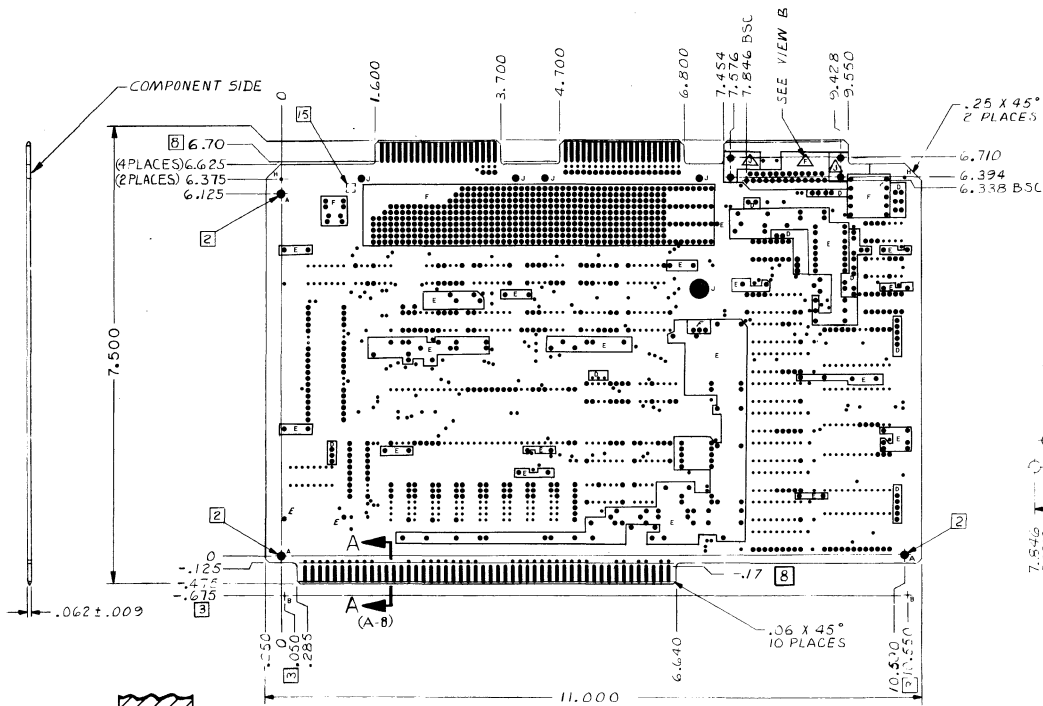 COMPONENT SIDE
0
1.600
3.700
4.700
6.800
7.454
7.576
7.846 BSC
SEE VIEW B
9.428
9.550
.25 X 45°
2 PLACES
15
8 6.70
(4 PLACES) 6.625
(2 PLACES) 6.375
6.125
6.710
6.394
6.338 BSC
H
H
A
J
J
J
J
F
F
F
D
E
E
E
E
E
J
2
7.500
E
E
E
E
E
E
E
D
D
E
D
E
E
E
E
E
D
E
E
E
2
A
A
2
A
0
-.125
-.475
-.675
3
B
.062±.009
A
(A-8)
-.17 8
.06 X 45°
10 PLACES
B
0
3 .050
.285
6.640
10.550
11.000
7.846